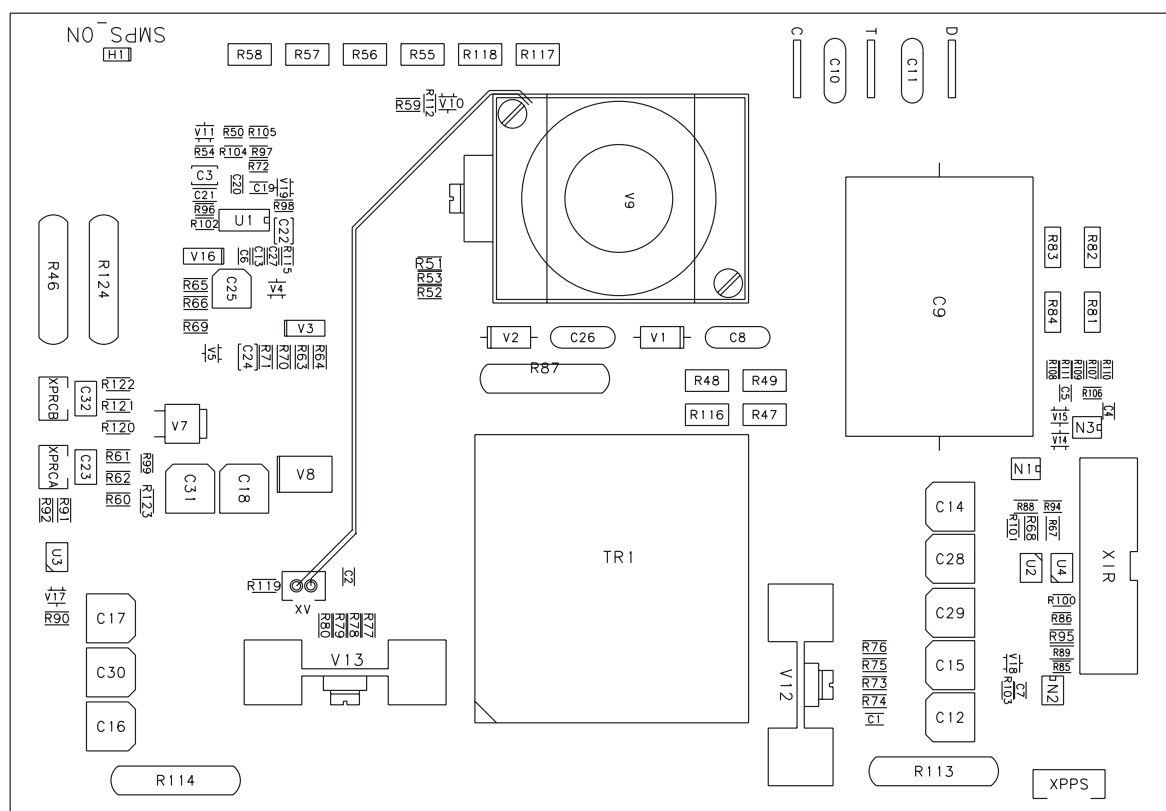 SMPS_ON
H1
R58 R57 R56 R55 R118 R117
C C10 T C11 D
R59 R112 V10
V11 R50 R105
R54 R104 R97
R72
C3 C20 C19 V19
C21 R98
R96
R102 U1 C22
V9
V16 C6 C13 C27 R115
R46 R124
R51
R53
R52
R65 C25 V4
R66
R69
V3
V5 C24 R71 R70 R63 R64
V2 C26 V1 C8
R87
R48 R49
R116 R47
C9
R83 R82
R84 R81
R108 R111 R109 R107 R110
C5 R106
V15 C4
N3
V14
XPRCB C32 R122
R121
R120
V7
XPRCA C23 R61 R99
R62
R60 R123
R92 R91
C31 C18 V8
N1
C14 R88 R94
R101 R68 R67
XIR
U3 TR1 C28 U2 U4
R119 C2
XV
V17
R90 C17
R80 R79 R78 R77
C29 R100
R86
R95
R89
R85
V13 V12
R76
R75
R73
R74
C1
C30 C15 V18
R103 C7 N2
C16 C12
R114 R113 XPPS